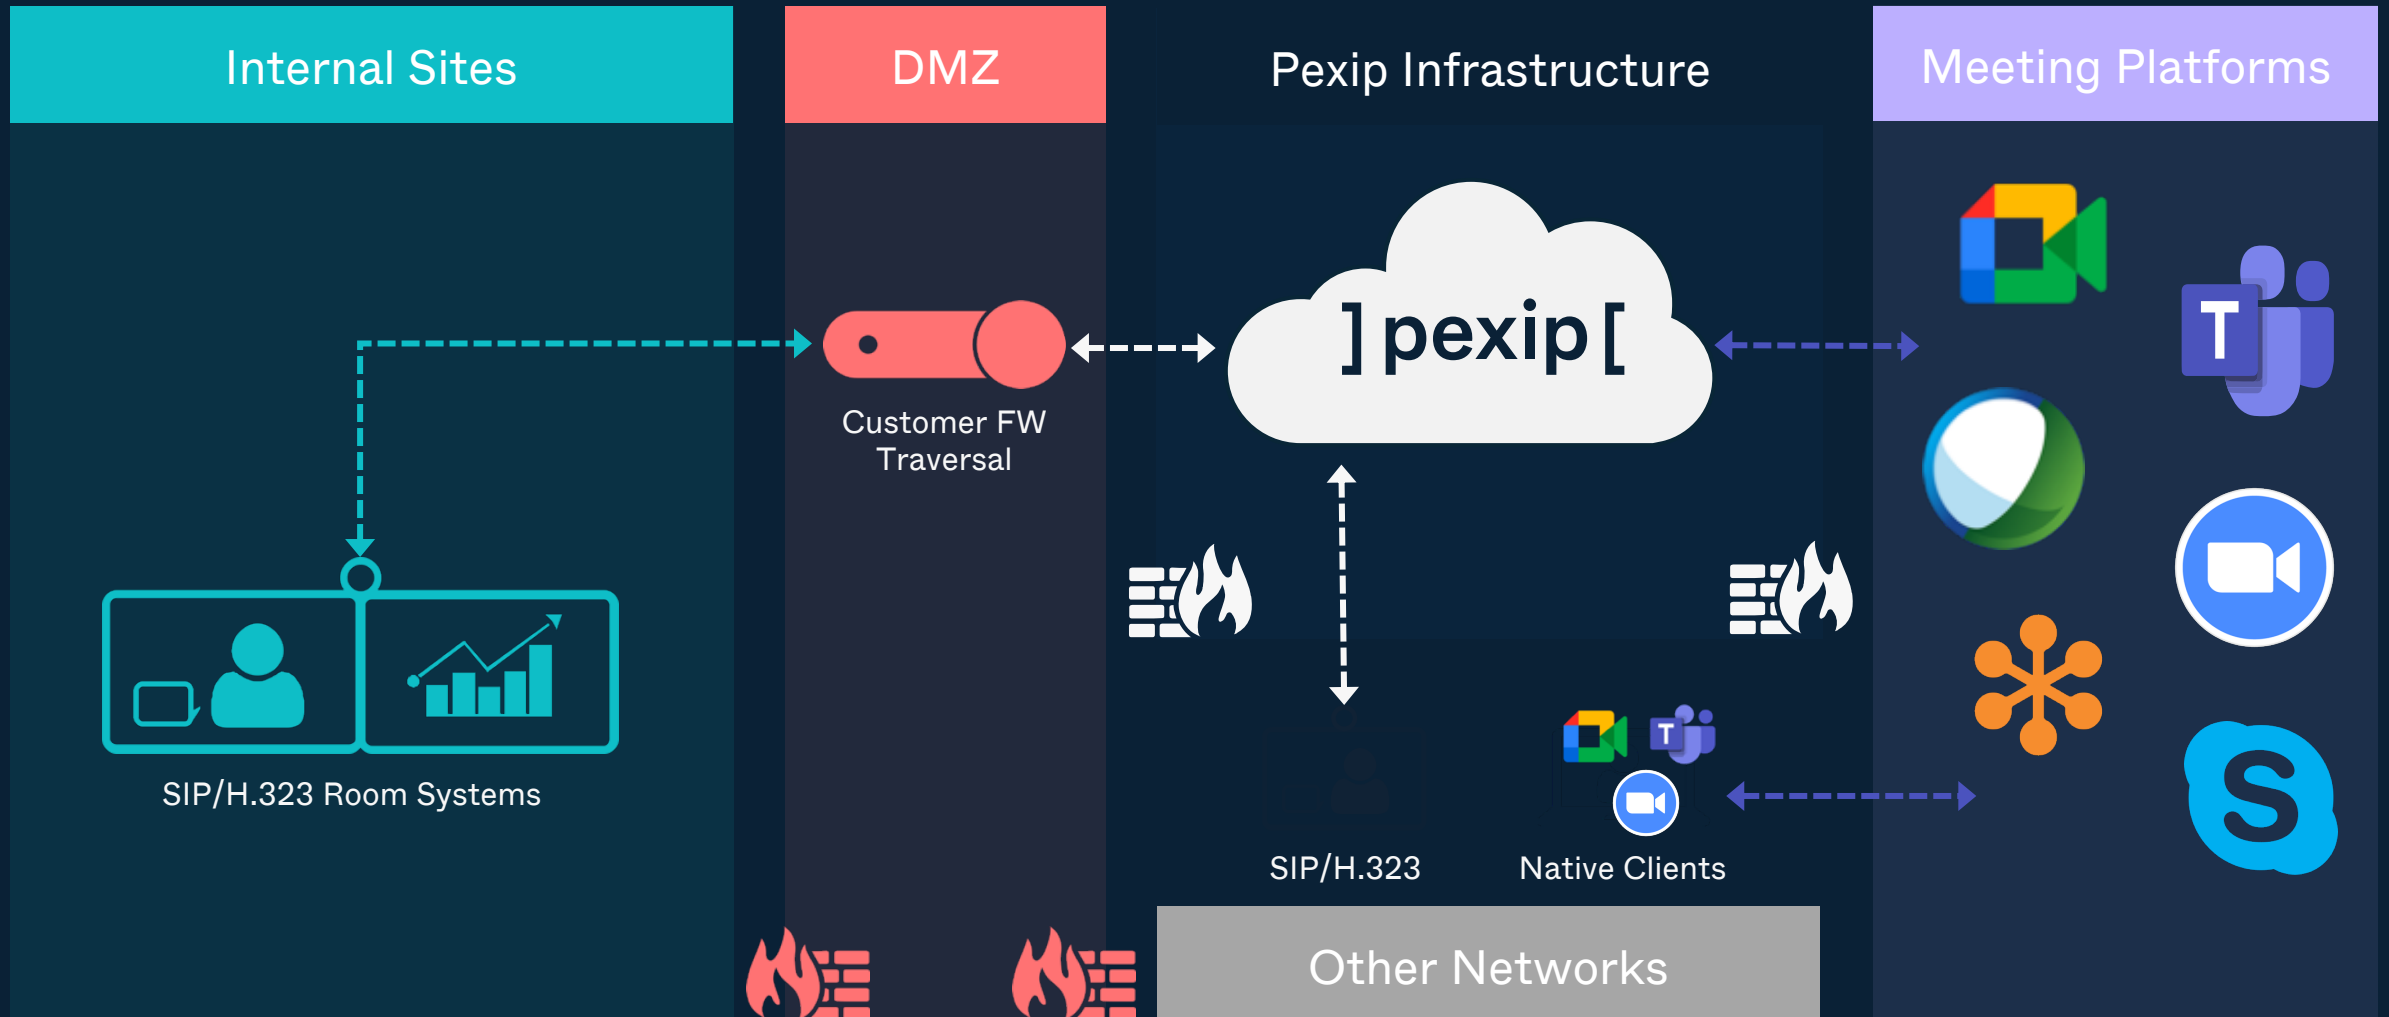 Internal Sites
DMZ
Pexip Infrastructure
Meeting Platforms
]pexip[
T
Customer FW
Traversal
T
SIP/H.323 Room Systems
S
SIP/H.323
Native Clients
Other Networks